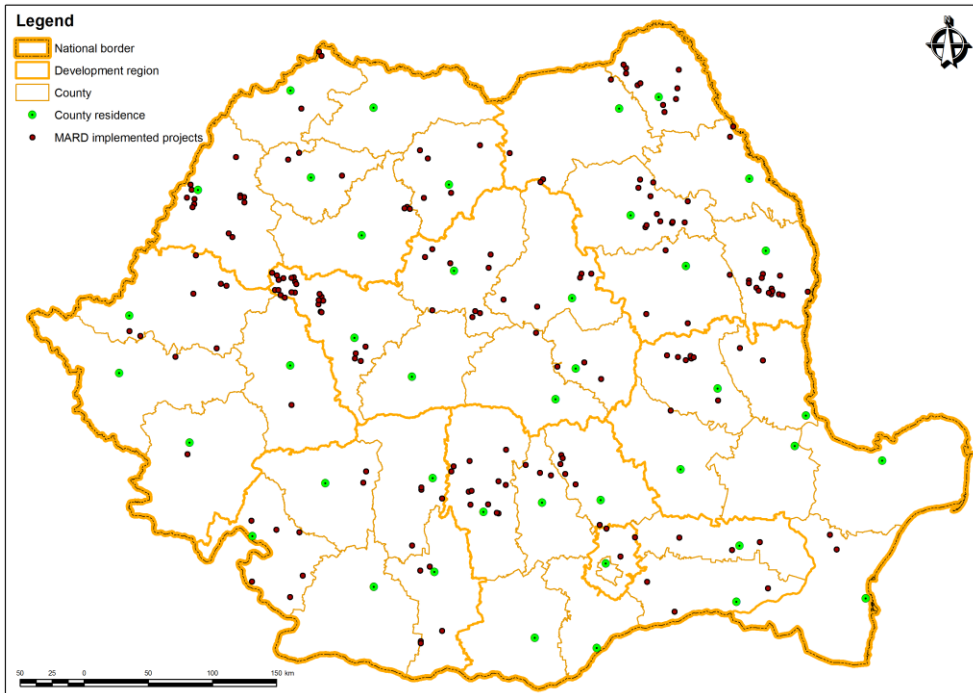 Legend
National border
Development region
County
County residence
MARD implemented projects
50 25 0 50 100 150 km